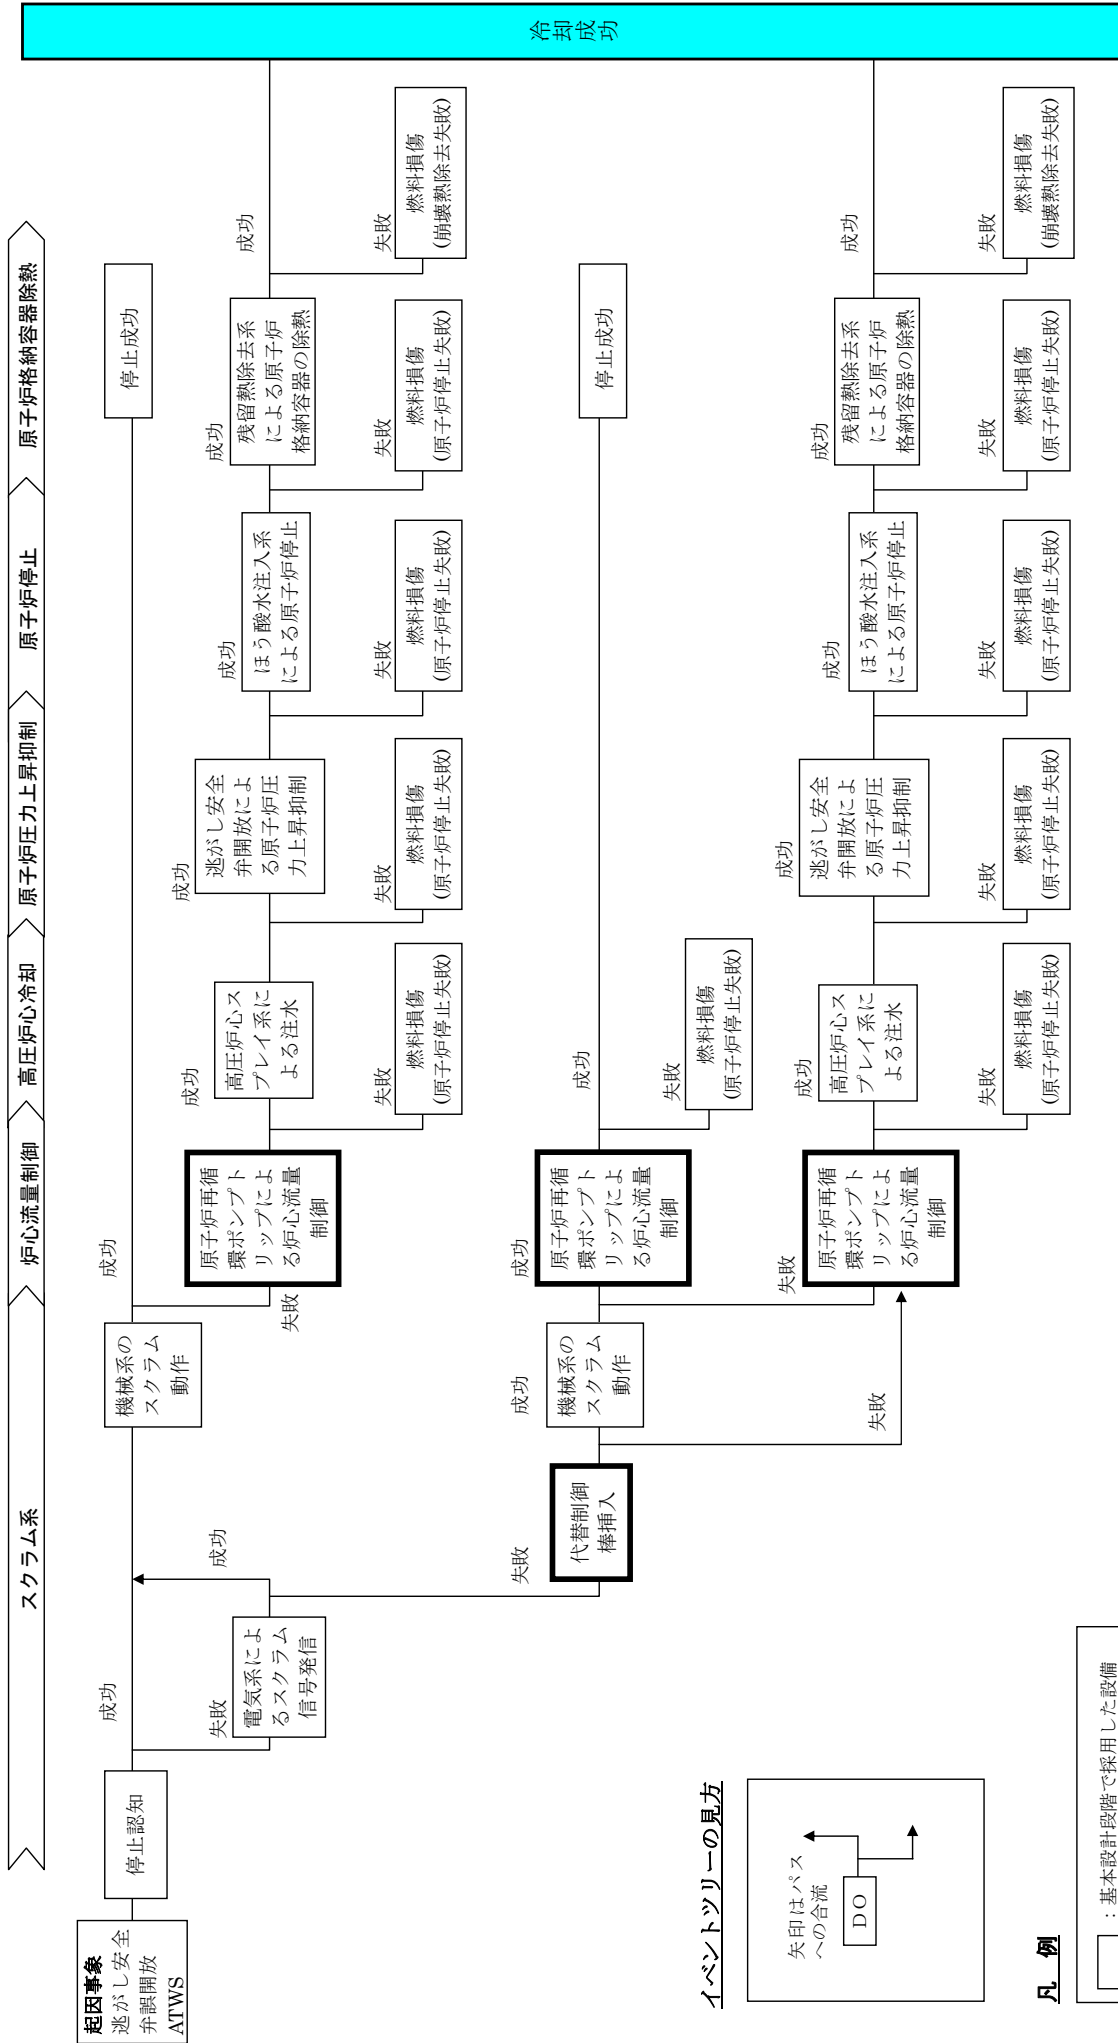 スクラム系
炉心流量制御
高圧炉心冷却
原子炉圧力上昇抑制
原子炉停止
原子炉格納容器除熱
起因事象
逃がし安全
弁誤開放
ATWS
停止認知
成功
失敗
電気系によ
るスクラム
信号発信
成功
失敗
機械系の
スクラム
動作
成功
失敗
停止成功
原子炉再循
環ポンプト
リップによ
る炉心流量
制御
成功
失敗
燃料損傷
(原子炉停止失敗)
高圧炉心ス
プレイ系に
よる注水
成功
失敗
燃料損傷
(原子炉停止失敗)
逃がし安全
弁開放によ
る原子炉圧
力上昇抑制
成功
失敗
燃料損傷
(原子炉停止失敗)
ほう酸水注入系
による原子炉停止
成功
失敗
燃料損傷
(原子炉停止失敗)
残留熱除去系
による原子炉
格納容器の除熱
成功
失敗
燃料損傷
(崩壊熱除去失敗)
冷却成功
代替制御
棒挿入
成功
失敗
機械系の
スクラム
動作
成功
失敗
原子炉再循
環ポンプト
リップによ
る炉心流量
制御
成功
失敗
燃料損傷
(原子炉停止失敗)
停止成功
原子炉再循
環ポンプト
リップによ
る炉心流量
制御
成功
失敗
燃料損傷
(原子炉停止失敗)
高圧炉心ス
プレイ系に
よる注水
成功
失敗
燃料損傷
(原子炉停止失敗)
逃がし安全
弁開放によ
る原子炉圧
力上昇抑制
成功
失敗
燃料損傷
(原子炉停止失敗)
ほう酸水注入系
による原子炉停止
成功
失敗
燃料損傷
(原子炉停止失敗)
残留熱除去系
による原子炉
格納容器の除熱
成功
失敗
燃料損傷
(崩壊熱除去失敗)
イベントツリーの見方
矢印はパス
への合流
DO
凡 例
：基本設計段階で採用した設備